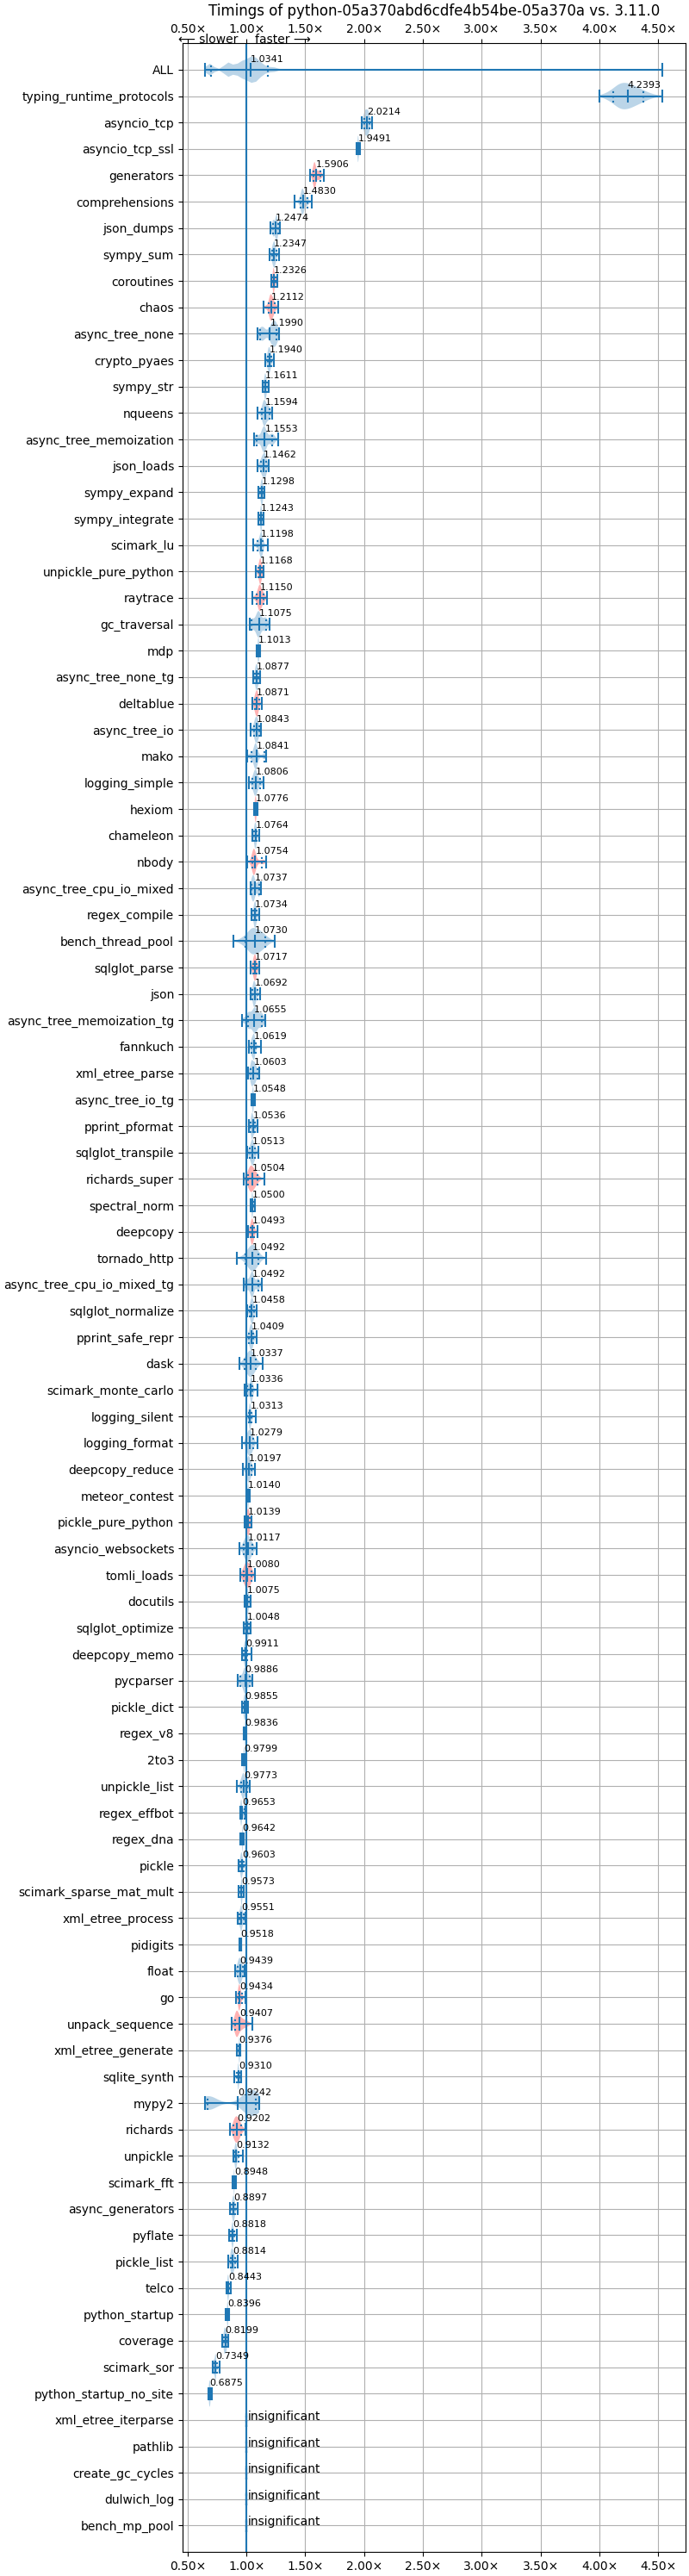 Timings of python-05a370abd6cdfe4b54be-05a370a vs. 3.11.0
0.50× 1.00× 1.50× 2.00× 2.50× 3.00× 3.50× 4.00× 4.50×
⟵ slower faster ⟶
ALL 1.0341
typing_runtime_protocols 4.2393
asyncio_tcp 2.0214
asyncio_tcp_ssl 1.9491
generators 1.5906
comprehensions 1.4830
json_dumps 1.2474
sympy_sum 1.2347
coroutines 1.2326
chaos 1.2112
async_tree_none 1.1990
crypto_pyaes 1.1940
sympy_str 1.1611
nqueens 1.1594
async_tree_memoization 1.1553
json_loads 1.1462
sympy_expand 1.1298
sympy_integrate 1.1243
scimark_lu 1.1198
unpickle_pure_python 1.1168
raytrace 1.1150
gc_traversal 1.1075
mdp 1.1013
async_tree_none_tg 1.0877
deltablue 1.0871
async_tree_io 1.0843
mako 1.0841
logging_simple 1.0806
hexiom 1.0776
chameleon 1.0764
nbody 1.0754
async_tree_cpu_io_mixed 1.0737
regex_compile 1.0734
bench_thread_pool 1.0730
sqlglot_parse 1.0717
json 1.0692
async_tree_memoization_tg 1.0655
fannkuch 1.0619
xml_etree_parse 1.0603
async_tree_io_tg 1.0548
pprint_pformat 1.0536
sqlglot_transpile 1.0513
richards_super 1.0504
spectral_norm 1.0500
deepcopy 1.0493
tornado_http 1.0492
async_tree_cpu_io_mixed_tg 1.0492
sqlglot_normalize 1.0458
pprint_safe_repr 1.0409
dask 1.0337
scimark_monte_carlo 1.0336
logging_silent 1.0313
logging_format 1.0279
deepcopy_reduce 1.0197
meteor_contest 1.0140
pickle_pure_python 1.0139
asyncio_websockets 1.0117
tomli_loads 1.0080
docutils 1.0075
sqlglot_optimize 1.0048
deepcopy_memo 0.9911
pycparser 0.9886
pickle_dict 0.9855
regex_v8 0.9836
2to3 0.9799
unpickle_list 0.9773
regex_effbot 0.9653
regex_dna 0.9642
pickle 0.9603
scimark_sparse_mat_mult 0.9573
xml_etree_process 0.9551
pidigits 0.9518
float 0.9439
go 0.9434
unpack_sequence 0.9407
xml_etree_generate 0.9376
sqlite_synth 0.9310
mypy2 0.9242
richards 0.9202
unpickle 0.9132
scimark_fft 0.8948
async_generators 0.8897
pyflate 0.8818
pickle_list 0.8814
telco 0.8443
python_startup 0.8396
coverage 0.8199
scimark_sor 0.7349
python_startup_no_site 0.6875
xml_etree_iterparse insignificant
pathlib insignificant
create_gc_cycles insignificant
dulwich_log insignificant
bench_mp_pool insignificant
0.50× 1.00× 1.50× 2.00× 2.50× 3.00× 3.50× 4.00× 4.50×